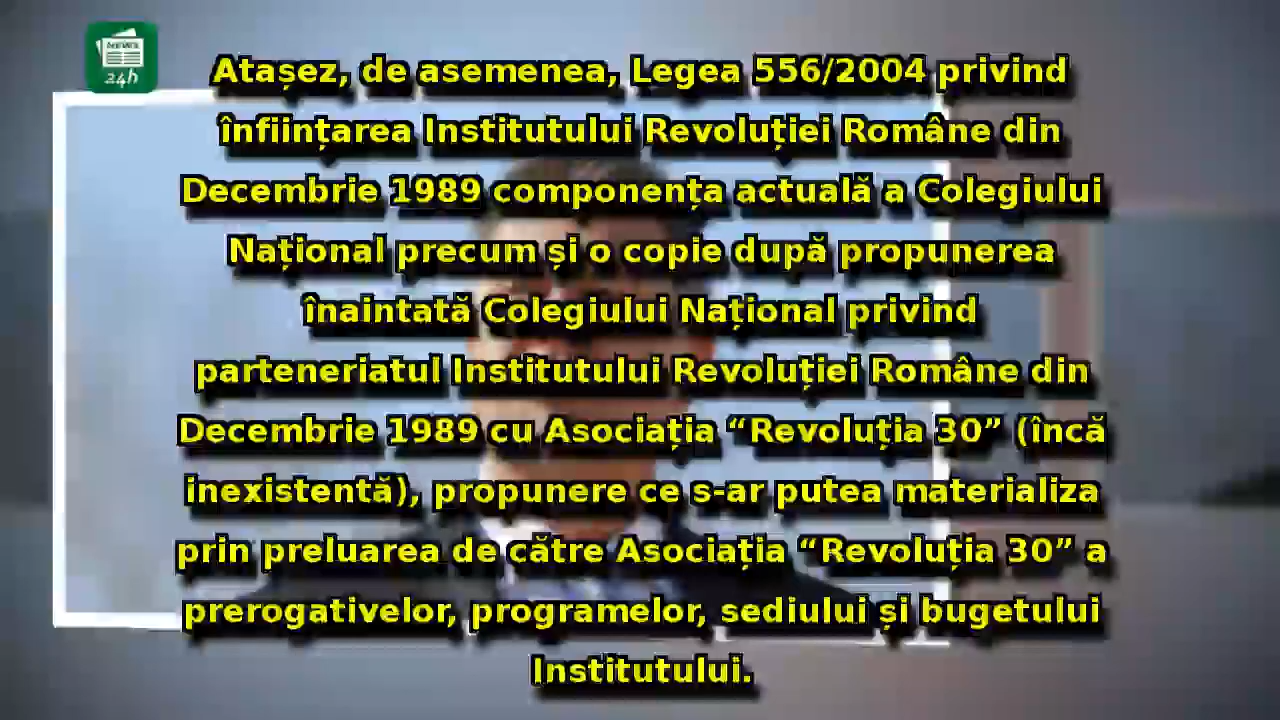 NEWS
24h
Atașez, de asemenea, Legea 556/2004 privind
înființarea Institutului Revoluției Române din
Decembrie 1989 componența actuală a Colegiului
Național precum și o copie după propunerea
înaintată Colegiului Național privind
parteneriatul Institutului Revoluției Române din
Decembrie 1989 cu Asociația “Revoluția 30” (încă
inexistentă), propunere ce s-ar putea materializa
prin preluarea de către Asociația “Revoluția 30” a
prerogativelor, programelor, sediului și bugetului
Institutului.